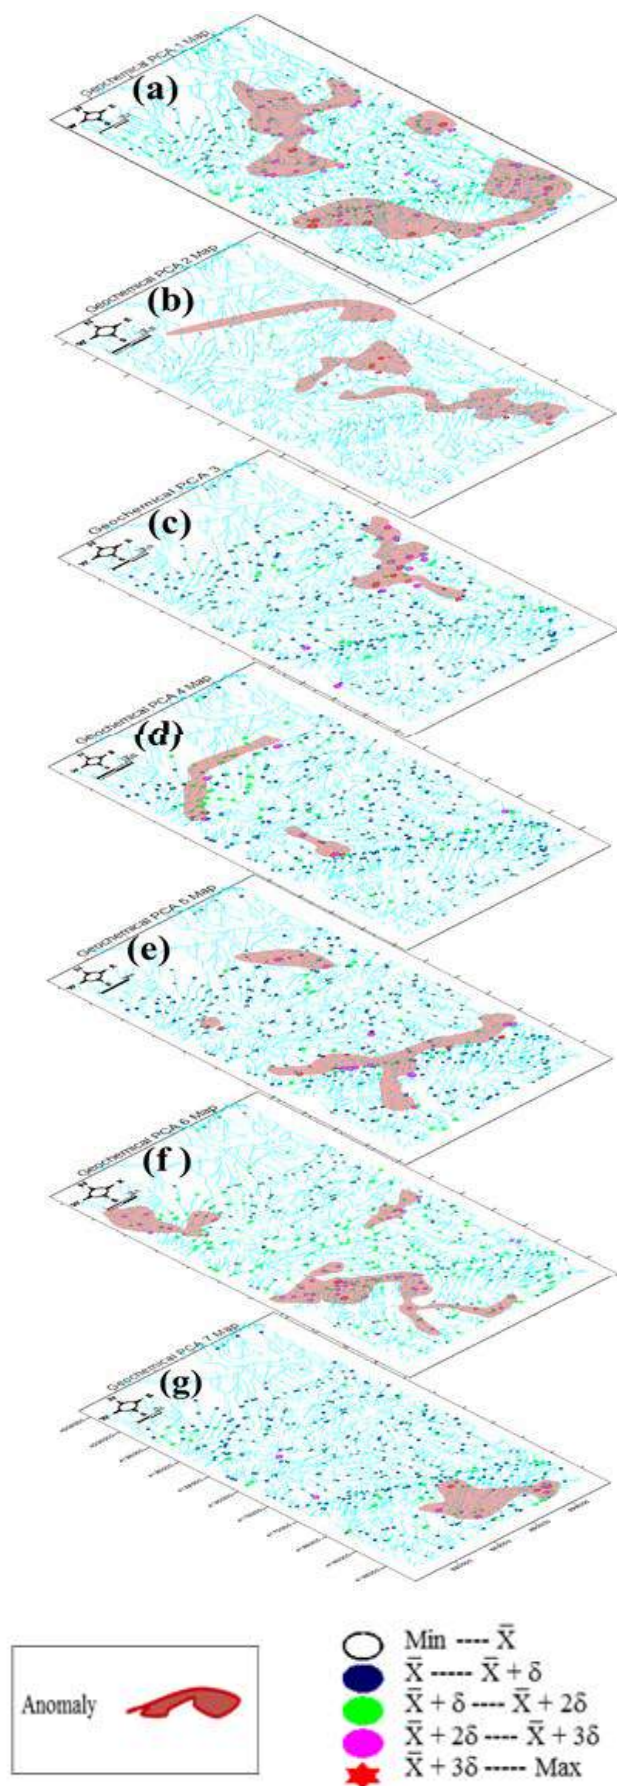 Geochemical PCA 1 Map
(a)
N
E
W
Geochemical PCA 2 Map
(b)
N
E
W
Geochemical PCA 3
(c)
N
E
W
Geochemical PCA 4 Map
(d)
N
E
W
Geochemical PCA 5 Map
(e)
N
E
W
Geochemical PCA 6 Map
(f )
N
E
W
Geochemical PCA 7 Map
(g)
N
E
W
Anomaly
Min ---- X̅
X̅ ----- X̅ + δ
X̅ + δ ---- X̅ + 2δ
X̅ + 2δ ---- X̅ + 3δ
X̅ + 3δ ----- Max